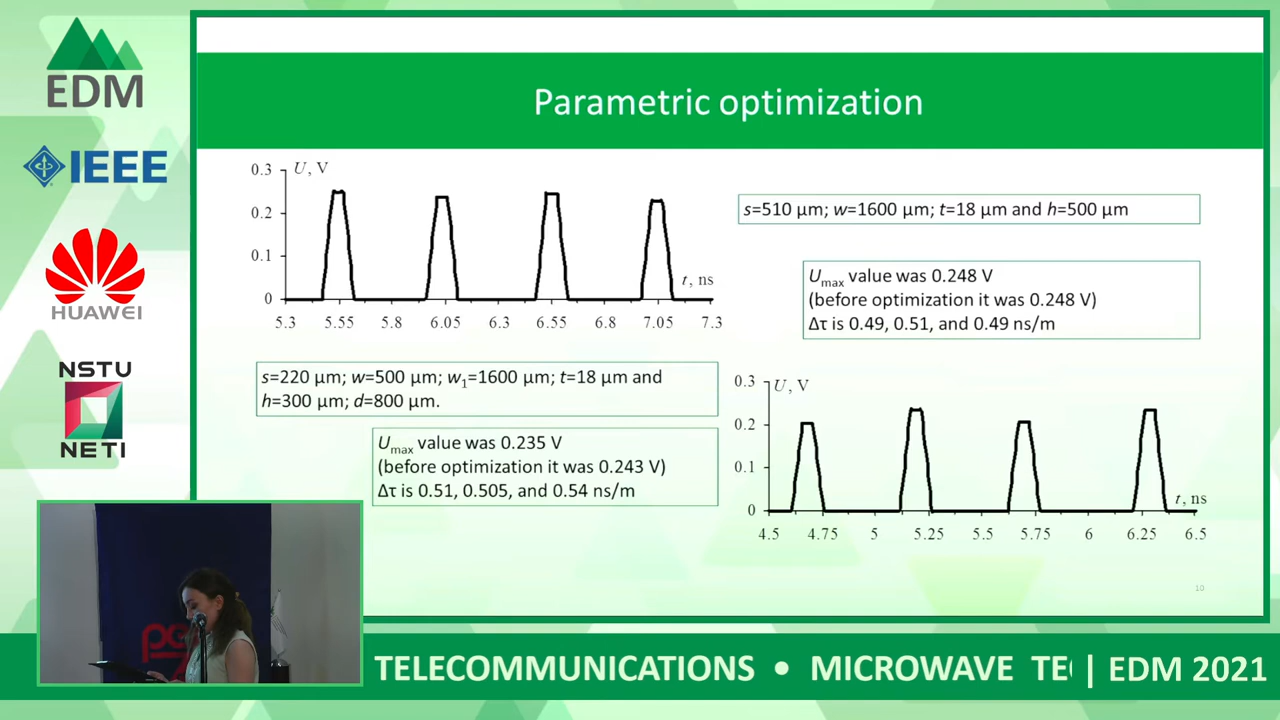 EDM
IEEE
HUAWEI
NSTU
NETI
Parametric optimization
U, V
0.3
0.2
0.1
0
t, ns
5.3 5.55 5.8 6.05 6.3 6.55 6.8 7.05 7.3
s=510 µm; w=1600 µm; t=18 µm and h=500 µm
Umax value was 0.248 V
(before optimization it was 0.248 V)
Δτ is 0.49, 0.51, and 0.49 ns/m
s=220 µm; w=500 µm; w1=1600 µm; t=18 µm and
h=300 µm; d=800 µm.
Umax value was 0.235 V
(before optimization it was 0.243 V)
Δτ is 0.51, 0.505, and 0.54 ns/m
U, V
0.3
0.2
0.1
0
t, ns
4.5 4.75 5 5.25 5.5 5.75 6 6.25 6.5
10
TELECOMMUNICATIONS • MICROWAVE TE
| EDM 2021